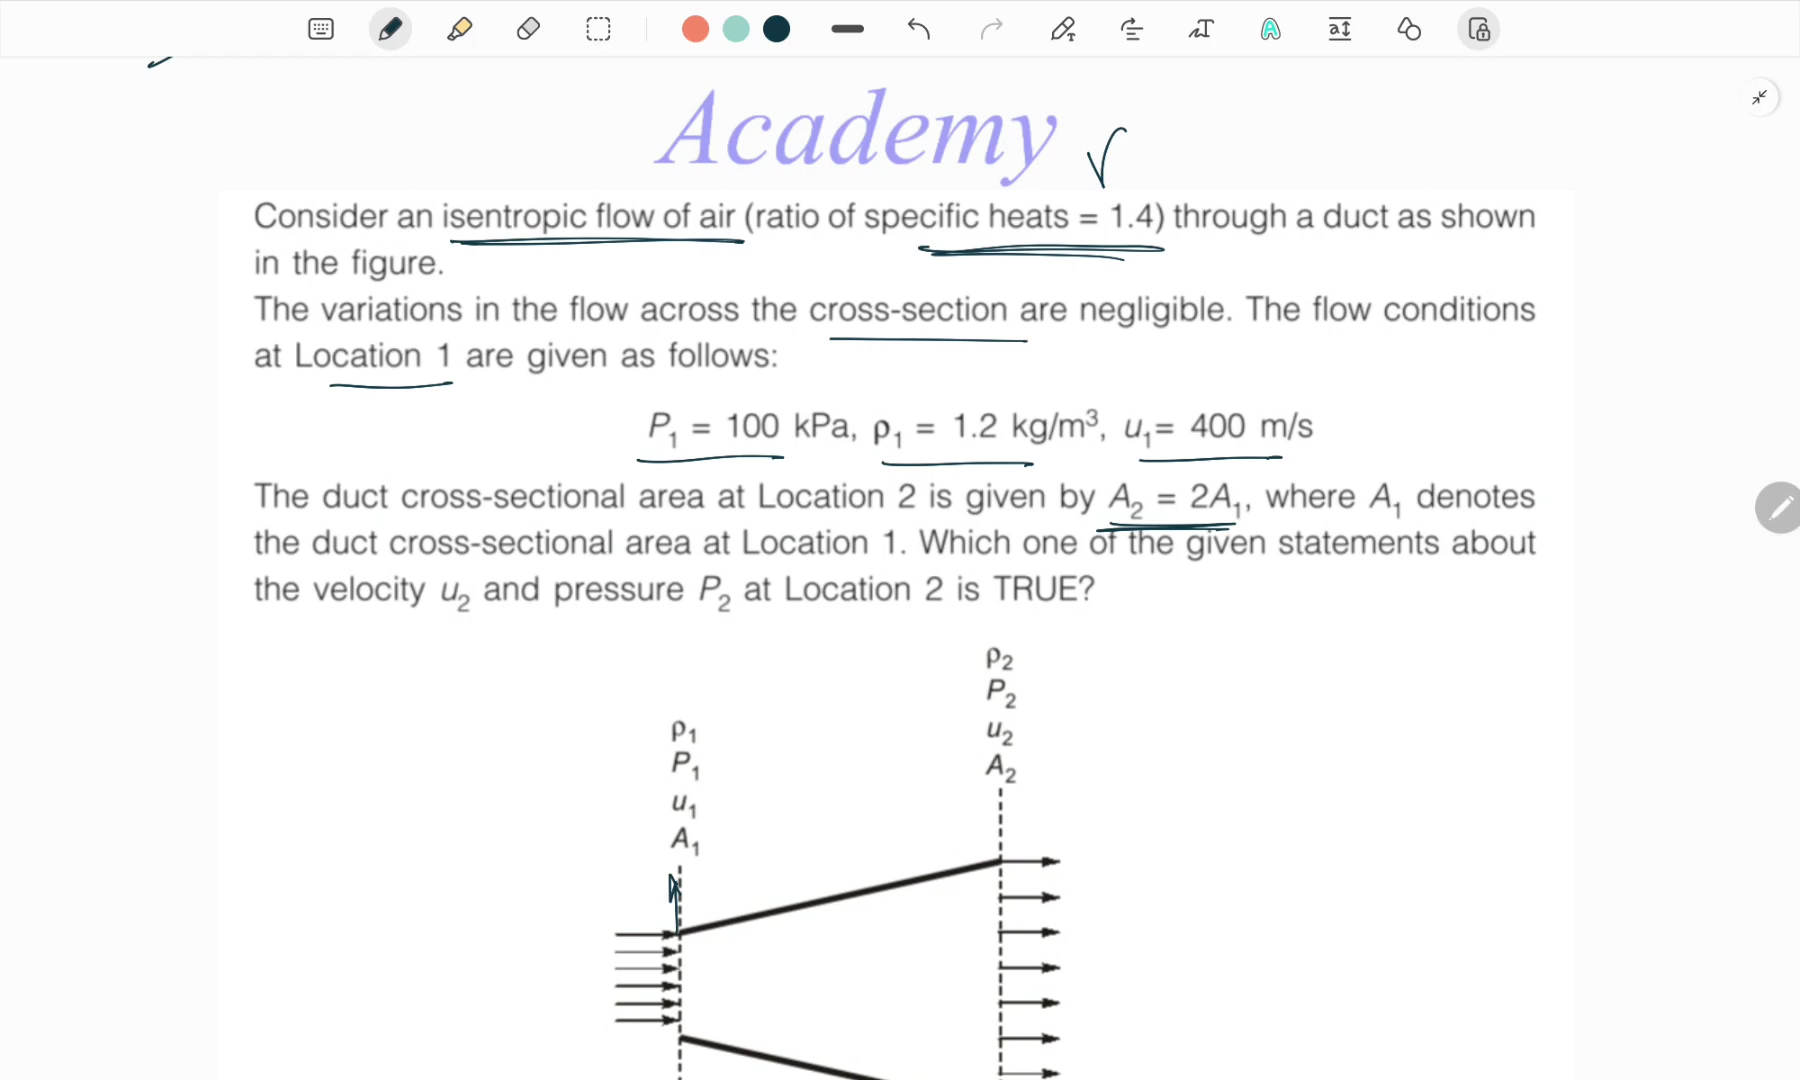 Academy
Consider an isentropic flow of air (ratio of specific heats = 1.4) through a duct as shown
in the figure.
The variations in the flow across the cross-section are negligible. The flow conditions
at Location 1 are given as follows:
P₁ = 100 kPa, ρ₁ = 1.2 kg/m³, u₁= 400 m/s
The duct cross-sectional area at Location 2 is given by A₂ = 2A₁, where A₁ denotes
the duct cross-sectional area at Location 1. Which one of the given statements about
the velocity u₂ and pressure P₂ at Location 2 is TRUE?
ρ₂
P₂
u₂
A₂
ρ₁
P₁
u₁
A₁